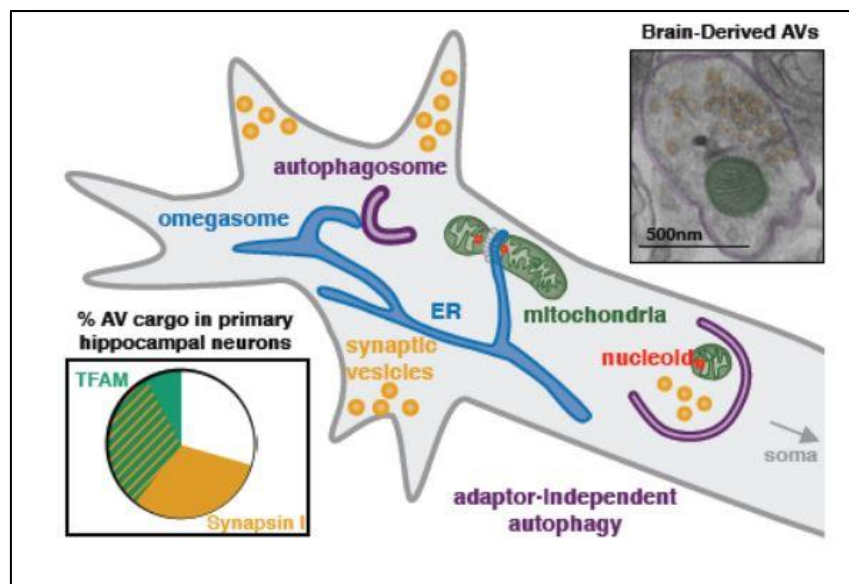 Brain-Derived AVs
500nm
autophagosome
omegasome
ER
mitochondria
synaptic
vesicles
nucleoid
soma
adaptor-independent
autophagy
% AV cargo in primary
hippocampal neurons
TFAM
Synapsin I